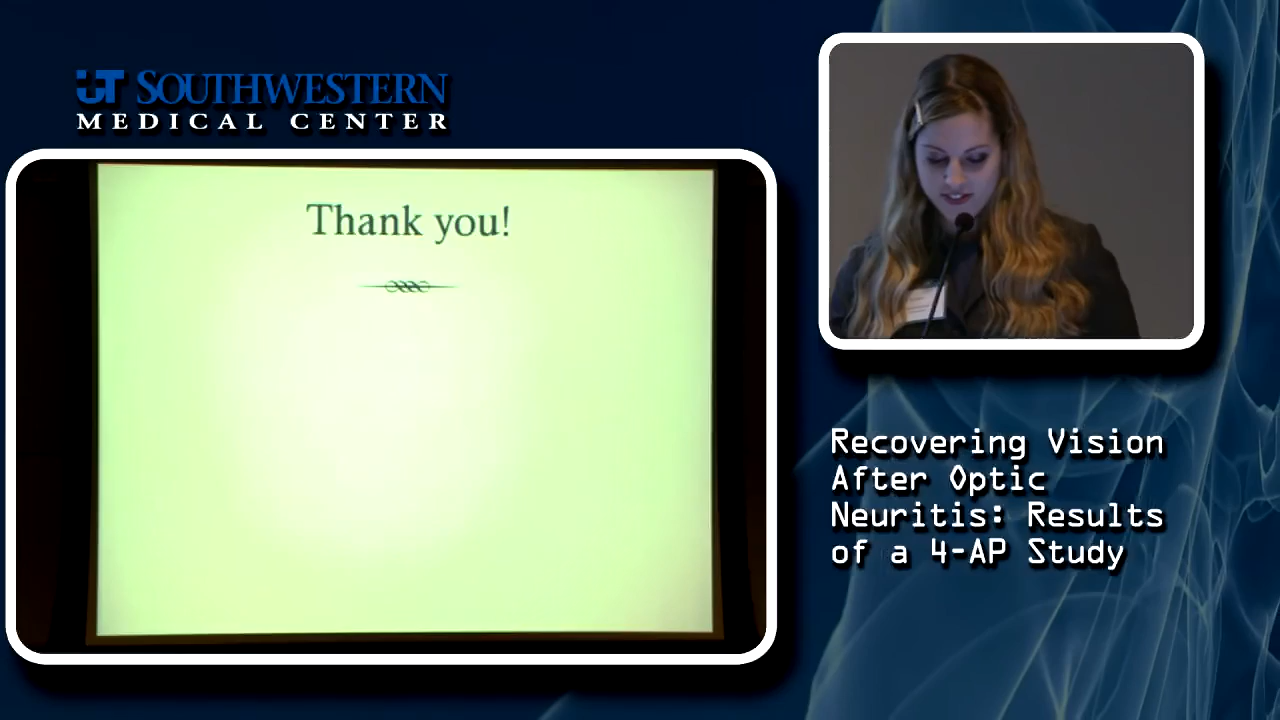 UT SOUTHWESTERN
MEDICAL CENTER
Thank you!
Recovering Vision
After Optic
Neuritis: Results
of a 4-AP Study